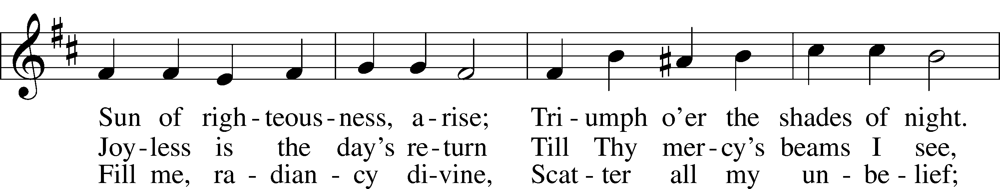 Sun of righ - teous - ness, a - rise; Tri - umph o'er the shades of night.
Joy - less is the day's re - turn Till Thy mer - cy's beams I see,
Fill me, ra - dian - cy di - vine, Scat - ter all my un - be - lief;